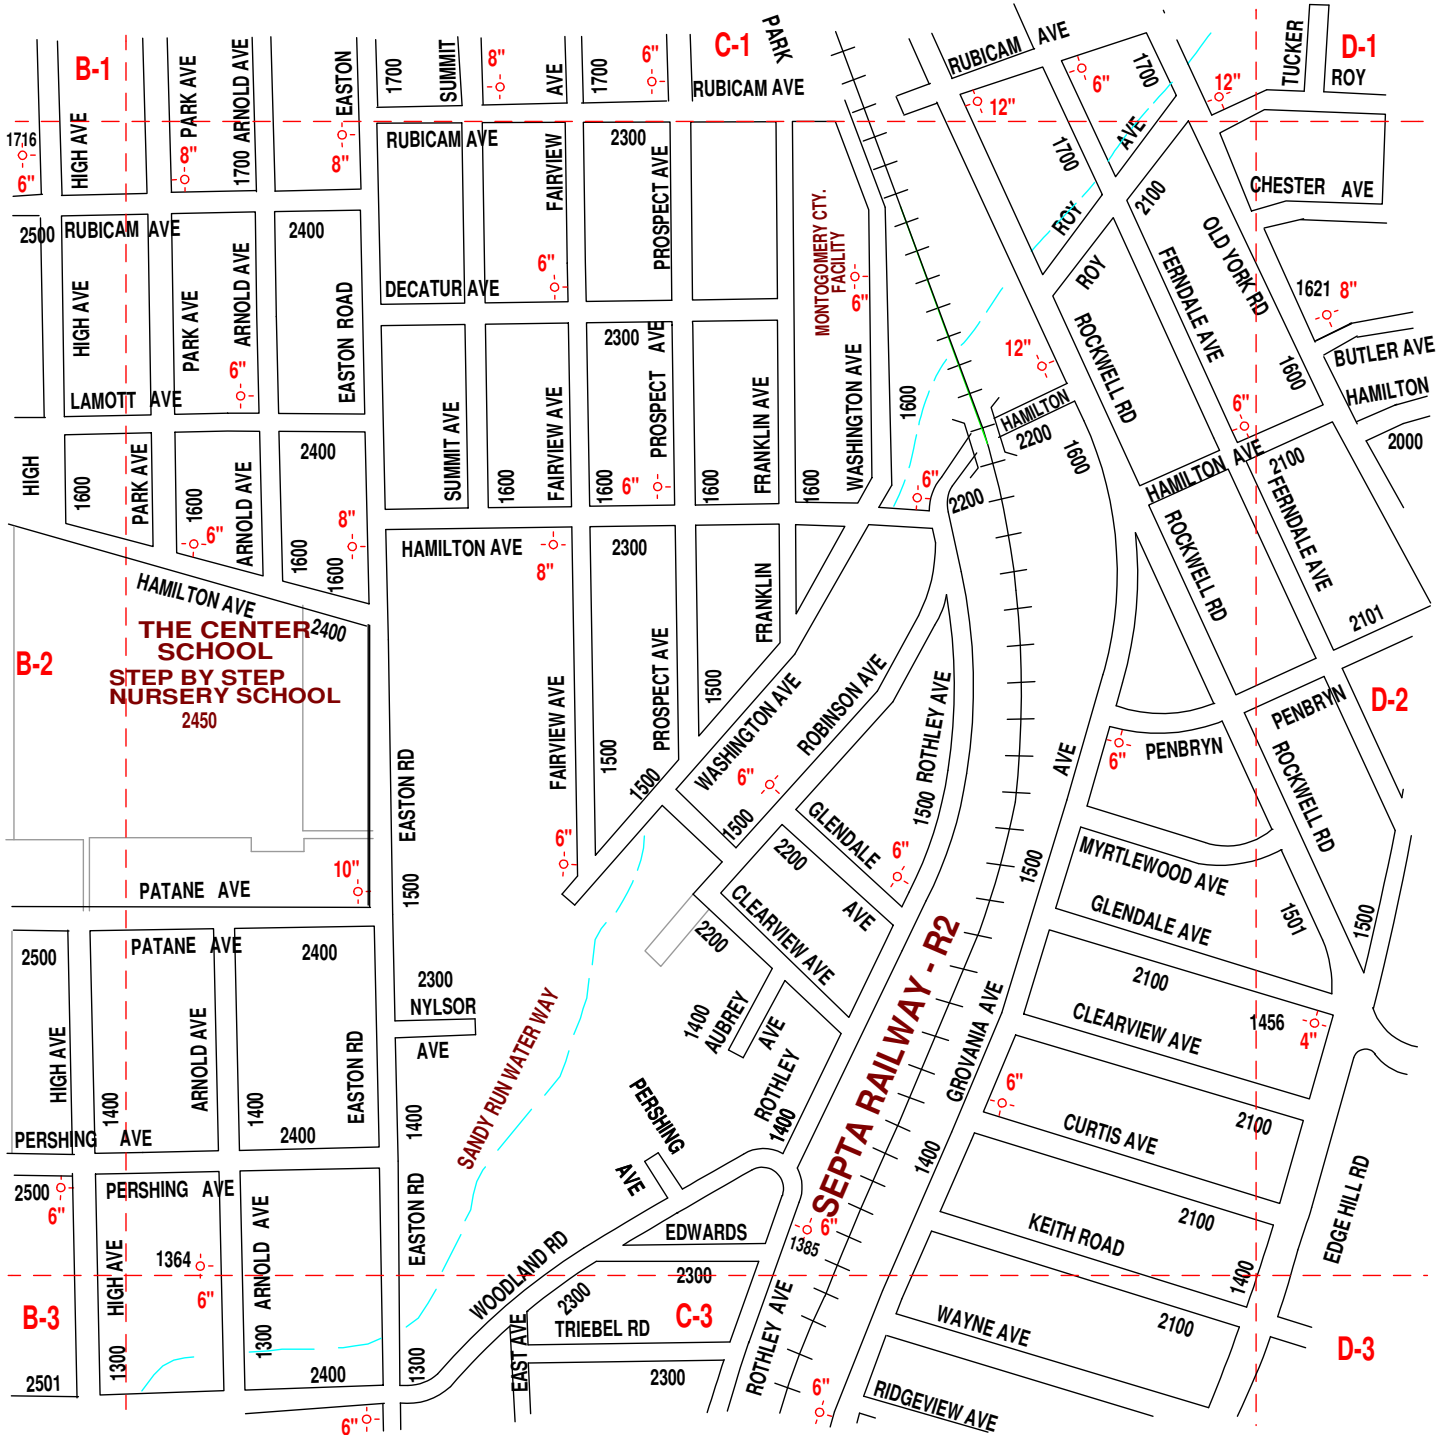 B-1
C-1
D-1
PARK
TUCKER
ROY
RUBICAM AVE
HIGH AVE
PARK AVE
1700 ARNOLD AVE
EASTON
1700
SUMMIT
8"
AVE
1700
6"
RUBICAM AVE
12"
6"
1700
12"
1716
6"
8"
8"
RUBICAM AVE
FAIRVIEW
2300
PROSPECT AVE
1700
AVE
ROY
2100
CHESTER AVE
2500
RUBICAM AVE
2400
HIGH AVE
PARK AVE
ARNOLD AVE
EASTON ROAD
DECATUR AVE
6"
MONTOGOMERY CTY.
FACILITY
6"
ROY
FERNDALE AVE
OLD YORK RD
1621
8"
6"
LAMOTT AVE
SUMMIT AVE
FAIRVIEW AVE
2300
PROSPECT AVE
FRANKLIN AVE
WASHINGTON AVE
1600
12"
ROCKWELL RD
1600
BUTLER AVE
HAMILTON
2000
HAMILTON
2200
1600
6"
HIGH
1600
PARK AVE
1600
ARNOLD AVE
2400
1600
1600
8"
6"
1600
1600
6"
1600
1600
6"
2200
HAMILTON AVE
2100
FERNDALE AVE
ROCKWELL RD
2101
HAMILTON AVE
2400
HAMILTON AVE
8"
2300
FRANKLIN
B-2
THE CENTER
SCHOOL
STEP BY STEP
NURSERY SCHOOL
2450
EASTON RD
1500
FAIRVIEW AVE
1500
PROSPECT AVE
1500
1500
WASHINGTON AVE
ROBINSON AVE
1500 ROTHLEY AVE
6"
1500
GLENDALE
AVE
6"
2200
AVE
6"
PENBRYN
PENBRYN
D-2
ROCKWELL RD
10"
PATANE AVE
6"
CLEARVIEW AVE
2200
1500
MYRTLEWOOD AVE
GLENDALE AVE
1501
1500
2500
PATANE AVE
2400
2300
NYLSOR
AVE
HIGH AVE
1400
ARNOLD AVE
1400
EASTON RD
1400
2400
SANDY RUN WATER WAY
1400
AUBREY
AVE
ROTHLEY
1400
SEPTA RAILWAY - R2
GROVANIA AVE
2100
CLEARVIEW AVE
1456
4"
6"
CURTIS AVE
2100
PERSHING AVE
PERSHING
AVE
2500
6"
PERSHING AVE
HIGH AVE
1364
6"
1300 ARNOLD AVE
EASTON RD
WOODLAND RD
EDWARDS
6"
1385
1400
KEITH ROAD
2100
1400
EDGE HILL RD
B-3
1300
2501
2400
1300
EAST AVE
2300
2300
TRIEBEL RD
C-3
2300
ROTHLEY AVE
WAYNE AVE
2100
D-3
6"
6"
RIDGEVIEW AVE